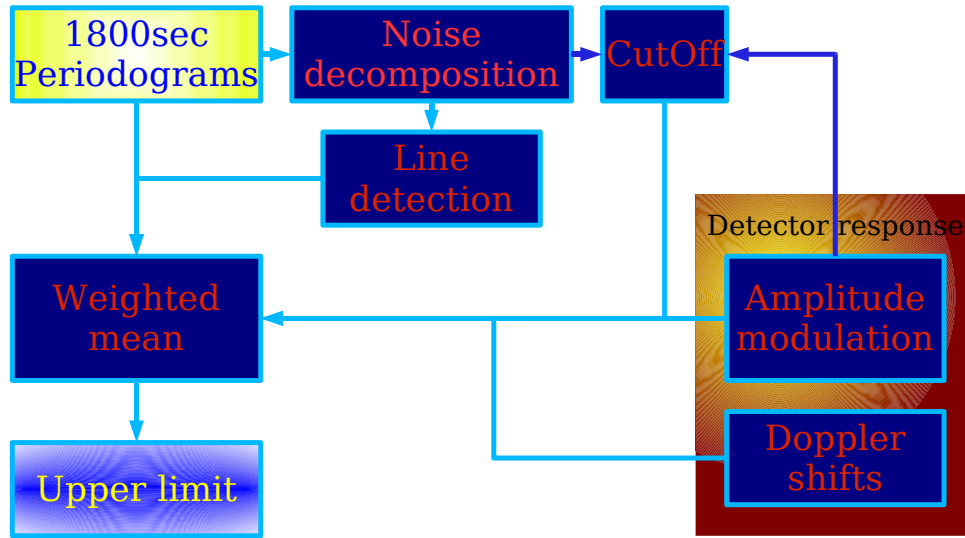 1800sec
Periodograms
Noise
decomposition
CutOff
Line
detection
Detector response
Weighted
mean
Amplitude
modulation
Doppler
shifts
Upper limit